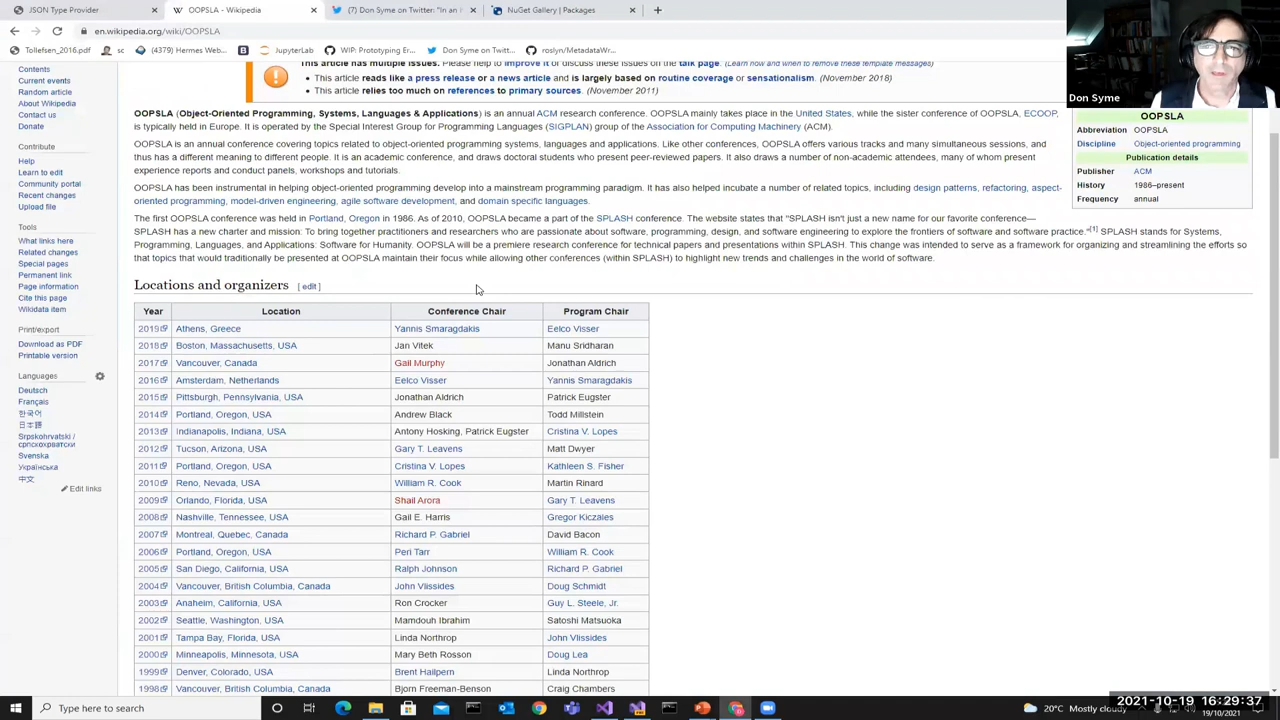 JSON Type Provider
OOPSLA - Wikipedia
(7) Don Syme on Twitter: "In an i
NuGet Gallery | Packages
en.wikipedia.org/wiki/OOPSLA
Tollefsen_2016.pdf
sc
(4379) Hermes Web...
JupyterLab
WIP: Prototyping Er...
Don Syme on Twitt...
roslyn/MetadataWr...
Don Syme
Contents
Current events
Random article
About Wikipedia
Contact us
Donate
Contribute
Help
Learn to edit
Community portal
Recent changes
Upload file
Tools
What links here
Related changes
Special pages
Permanent link
Page information
Cite this page
Wikidata item
Print/export
Download as PDF
Printable version
Languages
Deutsch
Français
한국어
日本語
Srpskohrvatski /
српскохрватски
Svenska
Українська
中文
Edit links
This article has multiple issues. Please help to improve it or discuss these issues on the talk page. (Learn how and when to remove these template messages)
• This article reads like a press release or a news article and is largely based on routine coverage or sensationalism. (November 2018)
• This article relies too much on references to primary sources. (November 2011)
OOPSLA (Object-Oriented Programming, Systems, Languages & Applications) is an annual ACM research conference. OOPSLA mainly takes place in the United States, while the sister conference of OOPSLA, ECOOP,
is typically held in Europe. It is operated by the Special Interest Group for Programming Languages (SIGPLAN) group of the Association for Computing Machinery (ACM).
OOPSLA is an annual conference covering topics related to object-oriented programming systems, languages and applications. Like other conferences, OOPSLA offers various tracks and many simultaneous sessions, and
thus has a different meaning to different people. It is an academic conference, and draws doctoral students who present peer-reviewed papers. It also draws a number of non-academic attendees, many of whom present
experience reports and conduct panels, workshops and tutorials.
OOPSLA has been instrumental in helping object-oriented programming develop into a mainstream programming paradigm. It has also helped incubate a number of related topics, including design patterns, refactoring, aspect-
oriented programming, model-driven engineering, agile software development, and domain specific languages.
The first OOPSLA conference was held in Portland, Oregon in 1986. As of 2010, OOPSLA became a part of the SPLASH conference. The website states that "SPLASH isn't just a new name for our favorite conference—
SPLASH has a new charter and mission: To bring together practitioners and researchers who are passionate about software, programming, design, and software engineering to explore the frontiers of software and software practice."[1] SPLASH stands for Systems,
Programming, Languages, and Applications, Software for Humanity. OOPSLA will be a premiere research conference for technical papers and presentations within SPLASH. This change was intended to serve as a framework for organizing and streamlining the efforts so
that topics that would traditionally be presented at OOPSLA maintain their focus while allowing other conferences (within SPLASH) to highlight new trends and challenges in the world of software.
OOPSLA
Abbreviation OOPSLA
Discipline Object-oriented programming
Publication details
Publisher ACM
History 1986–present
Frequency annual
Locations and organizers [ edit ]
Year Location Conference Chair Program Chair
2019 Athens, Greece Yannis Smaragdakis Eelco Visser
2018 Boston, Massachusetts, USA Jan Vitek Manu Sridharan
2017 Vancouver, Canada Gail Murphy Jonathan Aldrich
2016 Amsterdam, Netherlands Eelco Visser Yannis Smaragdakis
2015 Pittsburgh, Pennsylvania, USA Jonathan Aldrich Patrick Eugster
2014 Portland, Oregon, USA Andrew Black Todd Millstein
2013 Indianapolis, Indiana, USA Antony Hosking, Patrick Eugster Cristina V. Lopes
2012 Tucson, Arizona, USA Gary T. Leavens Matt Dwyer
2011 Portland, Oregon, USA Cristina V. Lopes Kathleen S. Fisher
2010 Reno, Nevada, USA William R. Cook Martin Rinard
2009 Orlando, Florida, USA Shail Arora Gary T. Leavens
2008 Nashville, Tennessee, USA Gail E. Harris Gregor Kiczales
2007 Montreal, Quebec, Canada Richard P. Gabriel David Bacon
2006 Portland, Oregon, USA Peri Tarr William R. Cook
2005 San Diego, California, USA Ralph Johnson Richard P. Gabriel
2004 Vancouver, British Columbia, Canada John Vlissides Doug Schmidt
2003 Anaheim, California, USA Ron Crocker Guy L. Steele, Jr.
2002 Seattle, Washington, USA Mamdouh Ibrahim Satoshi Matsuoka
2001 Tampa Bay, Florida, USA Linda Northrop John Vlissides
2000 Minneapolis, Minnesota, USA Mary Beth Rosson Doug Lea
1999 Denver, Colorado, USA Brent Hailpern Linda Northrop
1998 Vancouver, British Columbia, Canada Bjorn Freeman-Benson Craig Chambers
Type here to search
20°C Mostly cloudy
2021-10-19 16:29:37
19/10/2021